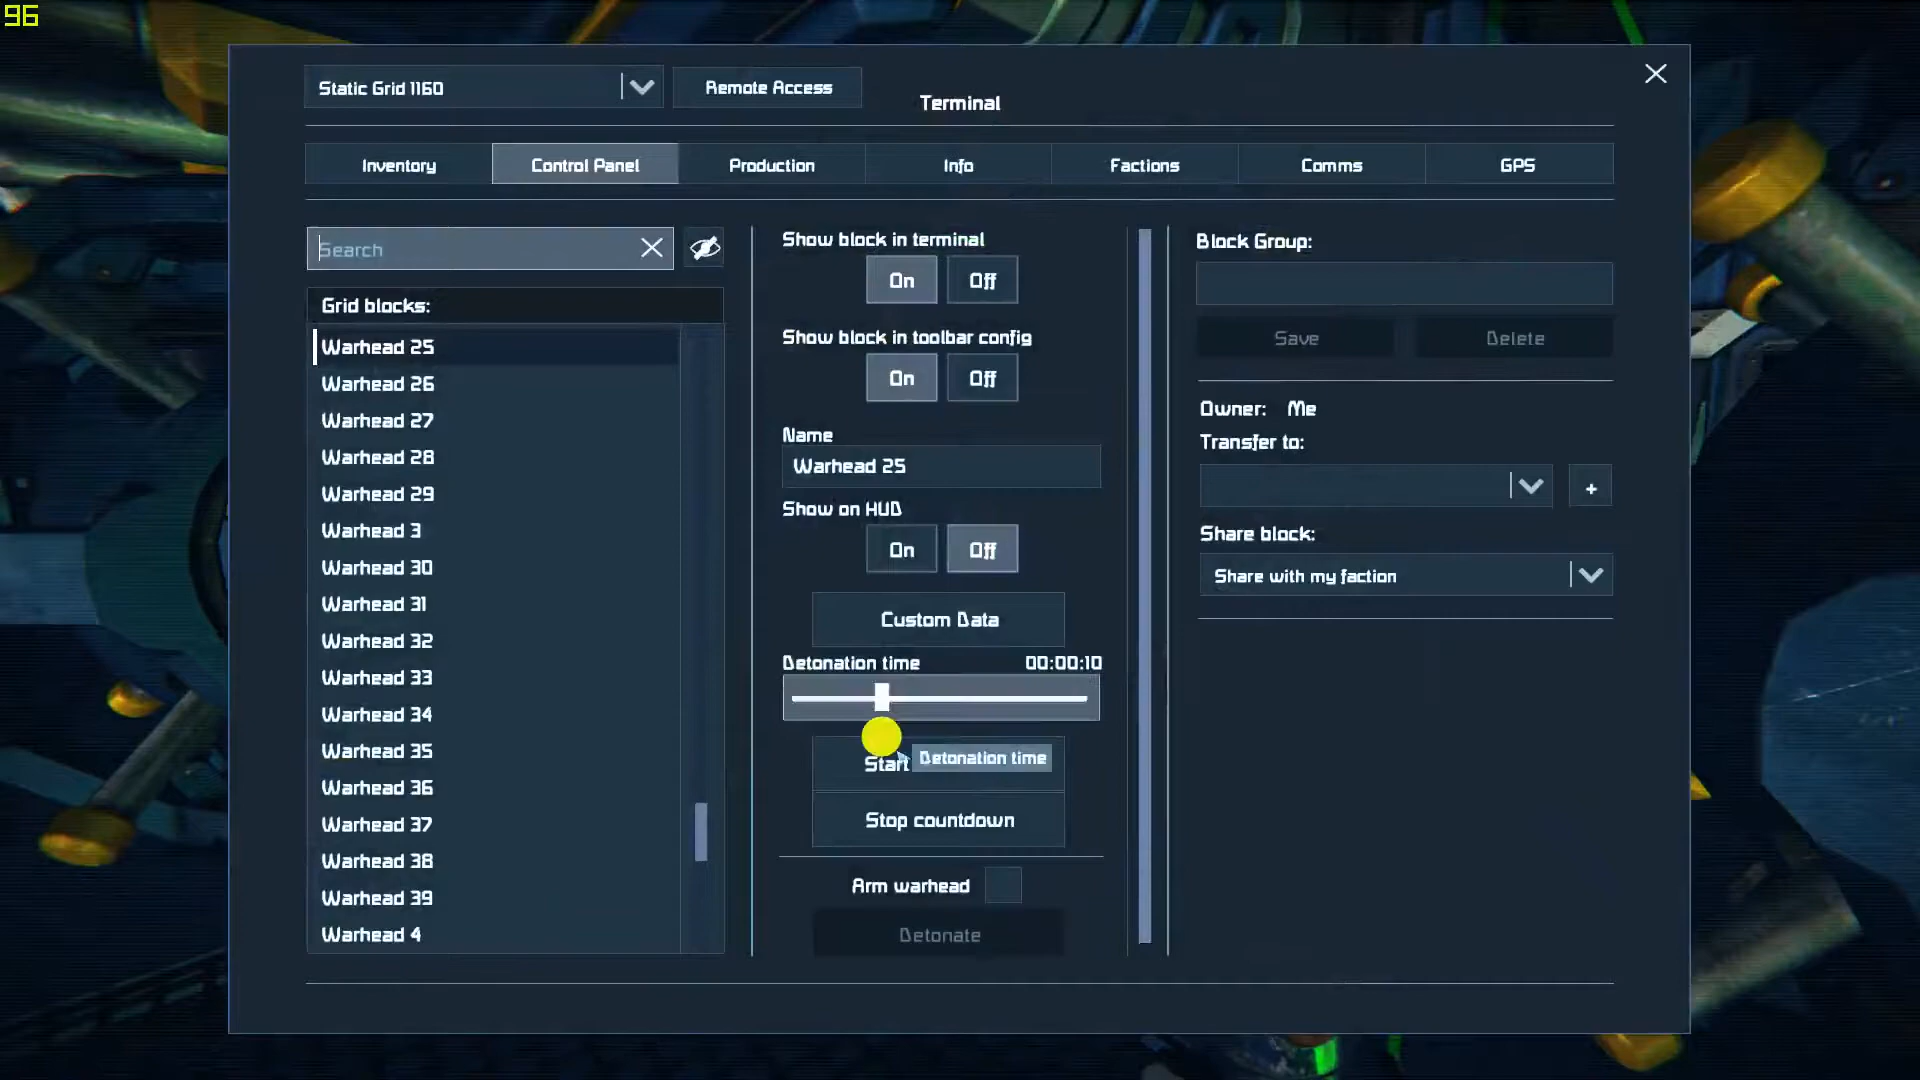 96
Static Grid 1160
Remote Access
Terminal
Inventory
Control Panel
Production
Info
Factions
Comms
GPS
Search
Grid blocks:
Warhead 25
Warhead 26
Warhead 27
Warhead 28
Warhead 29
Warhead 3
Warhead 30
Warhead 31
Warhead 32
Warhead 33
Warhead 34
Warhead 35
Warhead 36
Warhead 37
Warhead 38
Warhead 39
Warhead 4
Show block in terminal
On Off
Show block in toolbar config
On Off
Name
Warhead 25
Show on HUD
On Off
Custom Data
Detonation time 00:00:10
Start
Detonation time
Stop countdown
Arm warhead
Detonate
Block Group:
Save
Delete
Owner: Me
Transfer to:
+
Share block:
Share with my faction